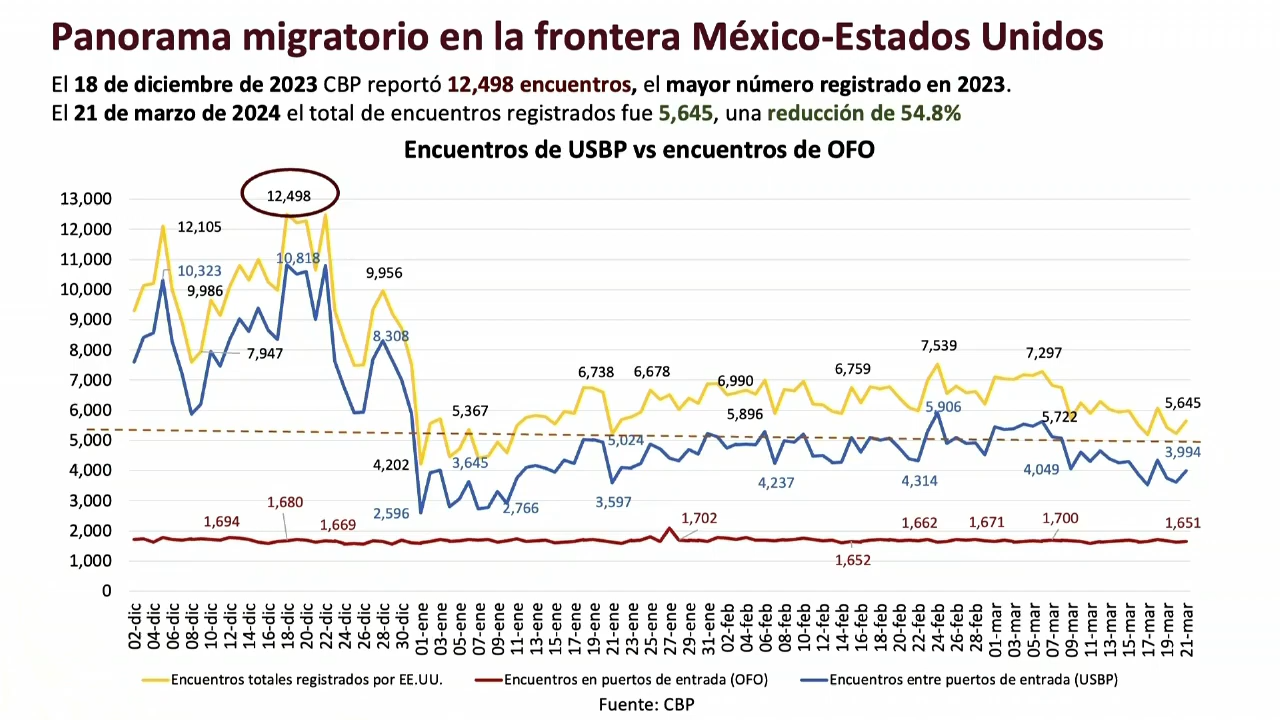 Panorama migratorio en la frontera México-Estados Unidos
El 18 de diciembre de 2023 CBP reportó 12,498 encuentros, el mayor número registrado en 2023.
El 21 de marzo de 2024 el total de encuentros registrados fue 5,645, una reducción de 54.8%
Encuentros de USBP vs encuentros de OFO
13,000
12,000
11,000
10,000
9,000
8,000
7,000
6,000
5,000
4,000
3,000
2,000
1,000
0
12,498
12,105
10,818
10,323
9,986
9,956
8,308
7,947
7,539
7,297
6,738
6,678
6,990
6,759
5,367
5,896
5,906
5,722
5,645
5,024
4,202
3,645
3,994
4,049
4,237
4,314
3,597
2,596
2,766
1,694
1,680
1,669
1,702
1,652
1,662
1,671
1,700
1,651
02-dic
04-dic
06-dic
08-dic
10-dic
12-dic
14-dic
16-dic
18-dic
20-dic
22-dic
24-dic
26-dic
28-dic
30-dic
01-ene
03-ene
05-ene
07-ene
09-ene
11-ene
13-ene
15-ene
17-ene
19-ene
21-ene
23-ene
25-ene
27-ene
29-ene
31-ene
02-feb
04-feb
06-feb
08-feb
10-feb
12-feb
14-feb
16-feb
18-feb
20-feb
22-feb
24-feb
26-feb
28-feb
01-mar
03-mar
05-mar
07-mar
09-mar
11-mar
13-mar
15-mar
17-mar
19-mar
21-mar
Encuentros totales registrados por EE.UU.
Encuentros en puertos de entrada (OFO)
Encuentros entre puertos de entrada (USBP)
Fuente: CBP